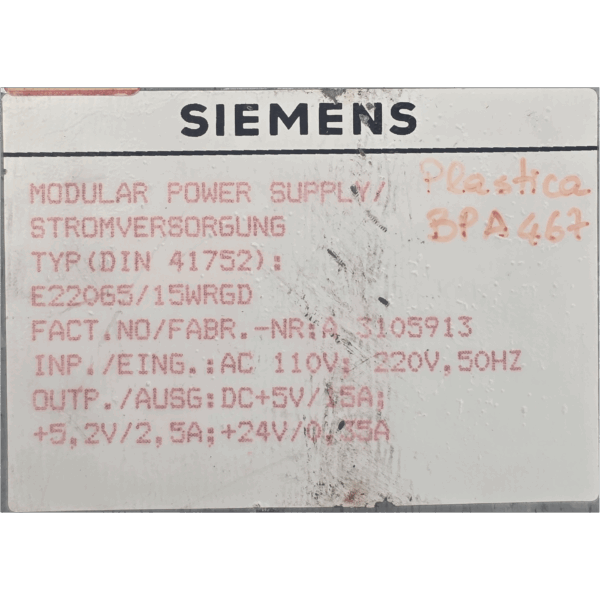 SIEMENS
MODULAR POWER SUPPLY/
STROMVERSORGUNG
TYP(DIN 41752):
E22065/15WRGD
FACT.NO/FABR.-NR:A 3105913
INP./EING.:AC 110V; 220V,50HZ
OUTP./AUSG:DC+5V/15A;
+5,2V/2,5A;+24V/0,35A
Plastica
BPA 467